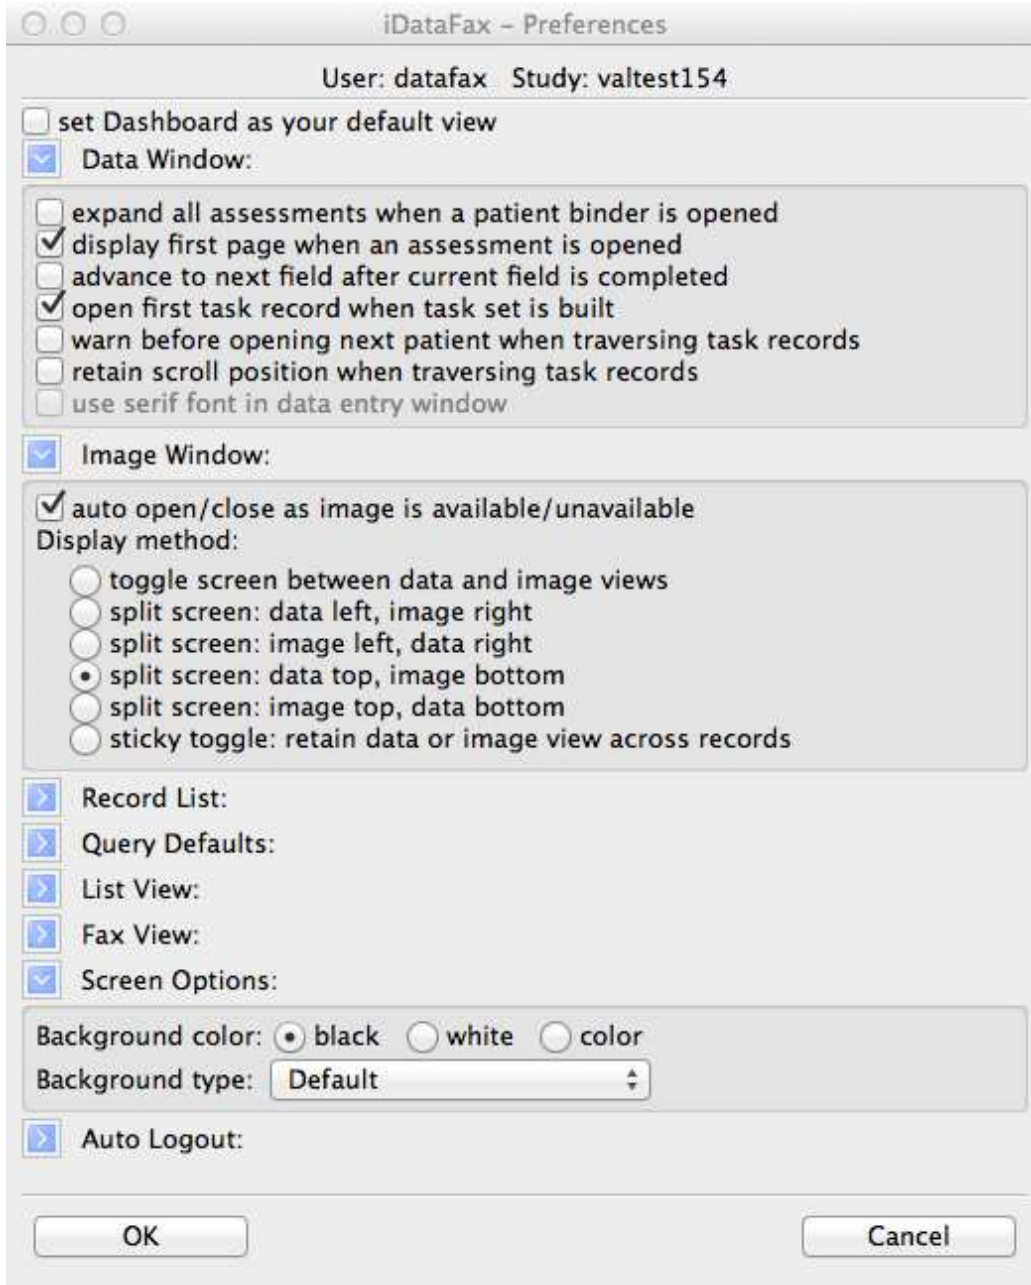 iDataFax – Preferences
User: datafax Study: valtest154
set Dashboard as your default view
Data Window:
expand all assessments when a patient binder is opened
display first page when an assessment is opened
advance to next field after current field is completed
open first task record when task set is built
warn before opening next patient when traversing task records
retain scroll position when traversing task records
use serif font in data entry window
Image Window:
auto open/close as image is available/unavailable
Display method:
toggle screen between data and image views
split screen: data left, image right
split screen: image left, data right
split screen: data top, image bottom
split screen: image top, data bottom
sticky toggle: retain data or image view across records
Record List:
Query Defaults:
List View:
Fax View:
Screen Options:
Background color: black white color
Background type: Default
Auto Logout:
OK Cancel